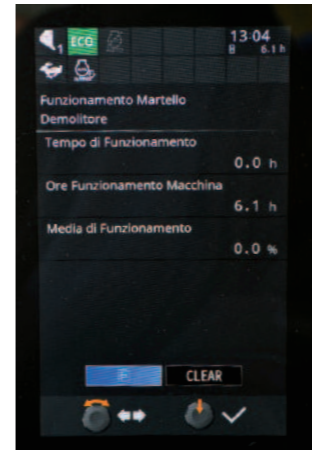 1 ECO 13:04
B 6.1 h
Funzionamento Martello
Demolitore
Tempo di Funzionamento
0.0 h
Ore Funzionamento Macchina
6.1 h
Media di Funzionamento
0.0 %
CLEAR